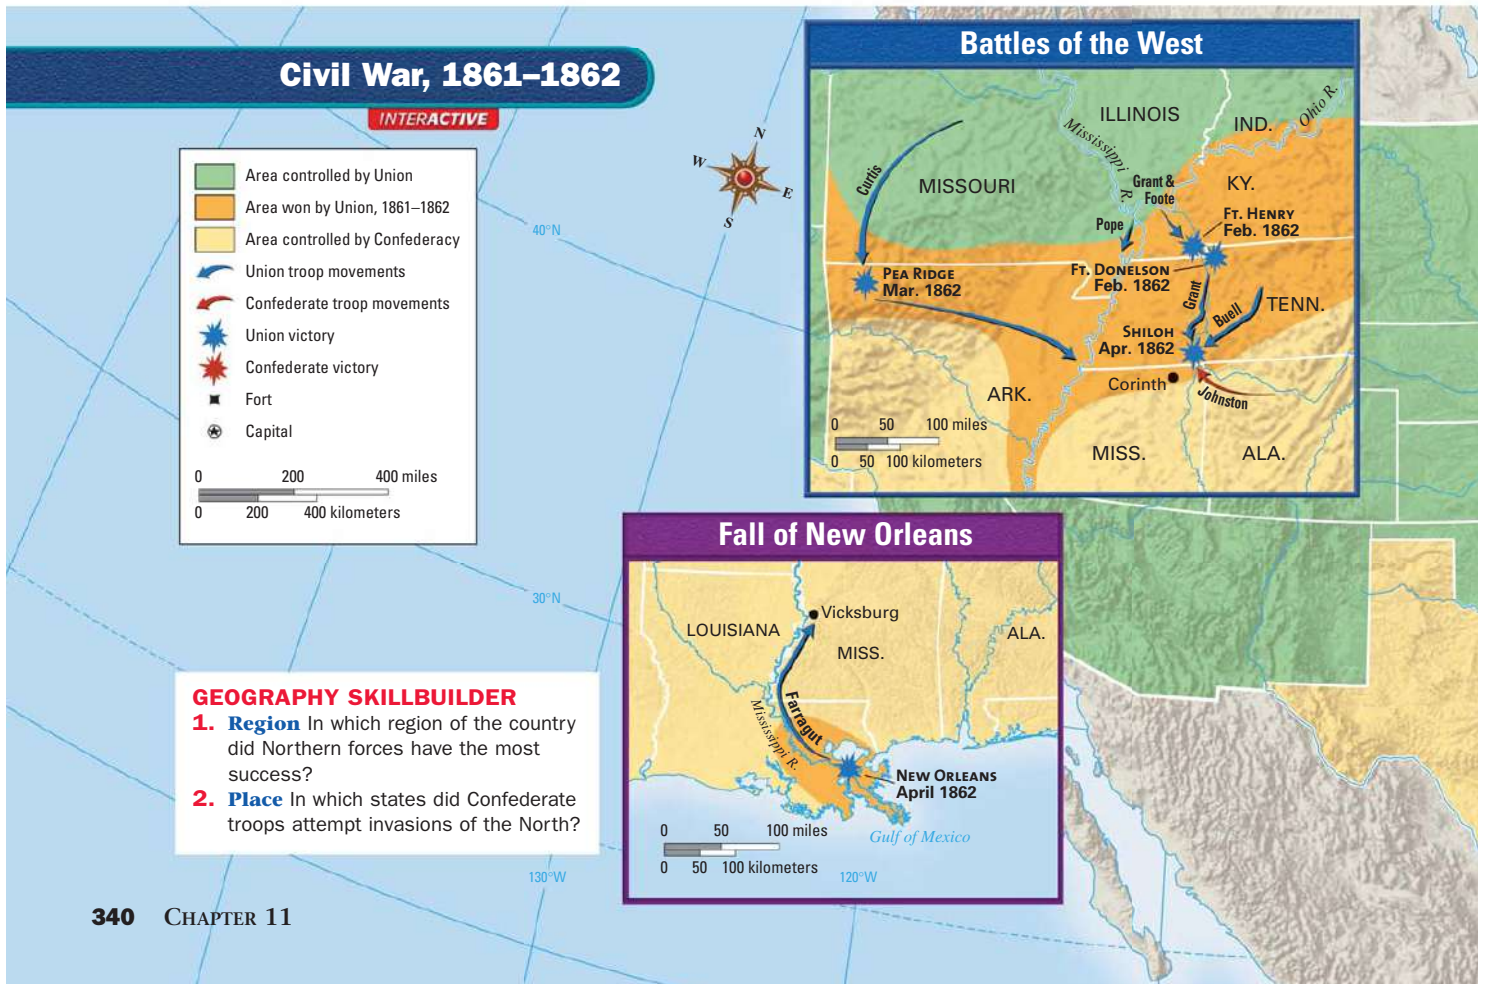 Civil War, 1861–1862
INTERACTIVE
Area controlled by Union
Area won by Union, 1861–1862
Area controlled by Confederacy
Union troop movements
Confederate troop movements
Union victory
Confederate victory
Fort
Capital
0 200 400 miles
0 200 400 kilometers
N
W
E
S
40°N
30°N
130°W
120°W
Battles of the West
ILLINOIS
IND.
Ohio R.
Mississippi R.
Curtis
MISSOURI
Grant &
Foote
KY.
Pope
FT. HENRY
Feb. 1862
PEA RIDGE
Mar. 1862
FT. DONELSON
Feb. 1862
Grant
Buell
TENN.
SHILOH
Apr. 1862
Corinth
Johnston
ARK.
MISS.
ALA.
0 50 100 miles
0 50 100 kilometers
Fall of New Orleans
Vicksburg
LOUISIANA
MISS.
ALA.
Farragut
Mississippi R.
NEW ORLEANS
April 1862
Gulf of Mexico
0 50 100 miles
0 50 100 kilometers
GEOGRAPHY SKILLBUILDER
1. Region In which region of the country
did Northern forces have the most
success?
2. Place In which states did Confederate
troops attempt invasions of the North?
340 CHAPTER 11